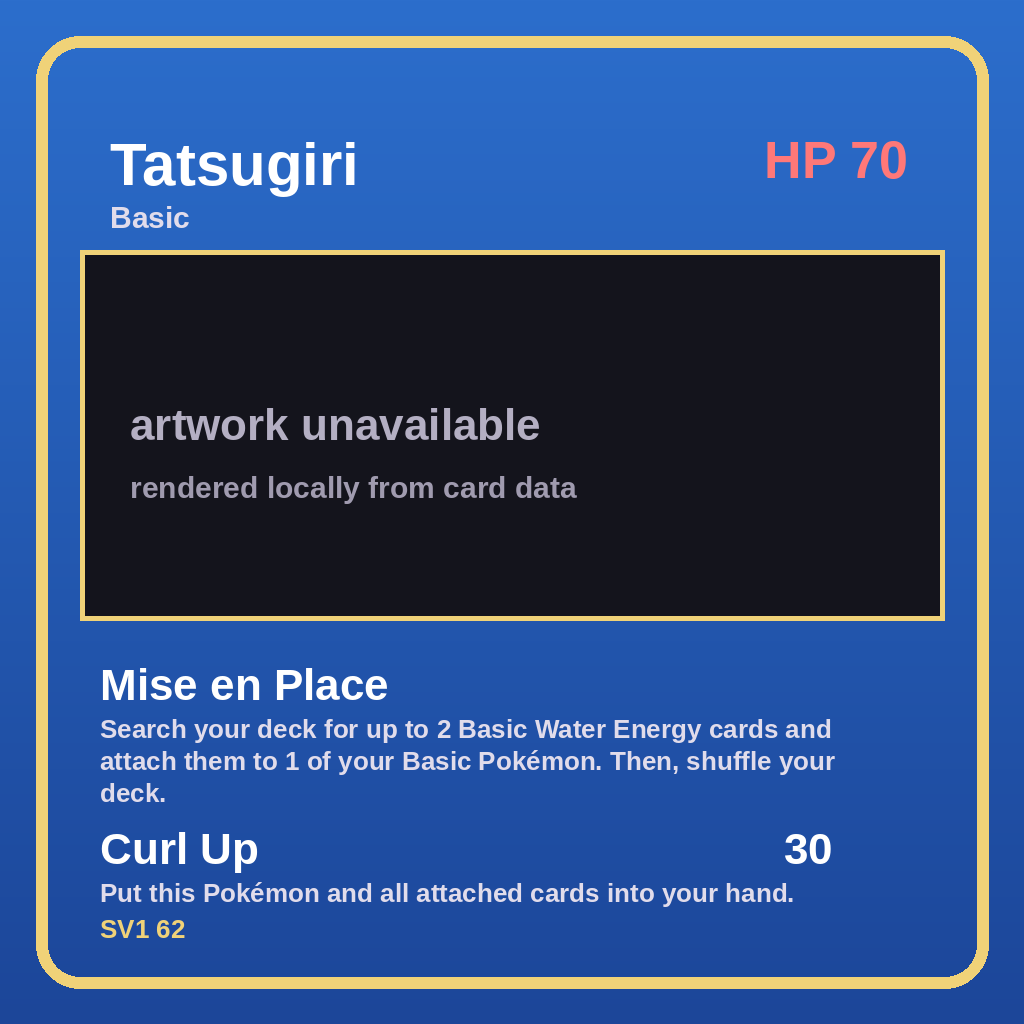 Tatsugiri
HP 70
Basic
artwork unavailable
rendered locally from card data
Mise en Place
Search your deck for up to 2 Basic Water Energy cards and
attach them to 1 of your Basic Pokémon. Then, shuffle your
deck.
Curl Up 30
Put this Pokémon and all attached cards into your hand.
SV1 62